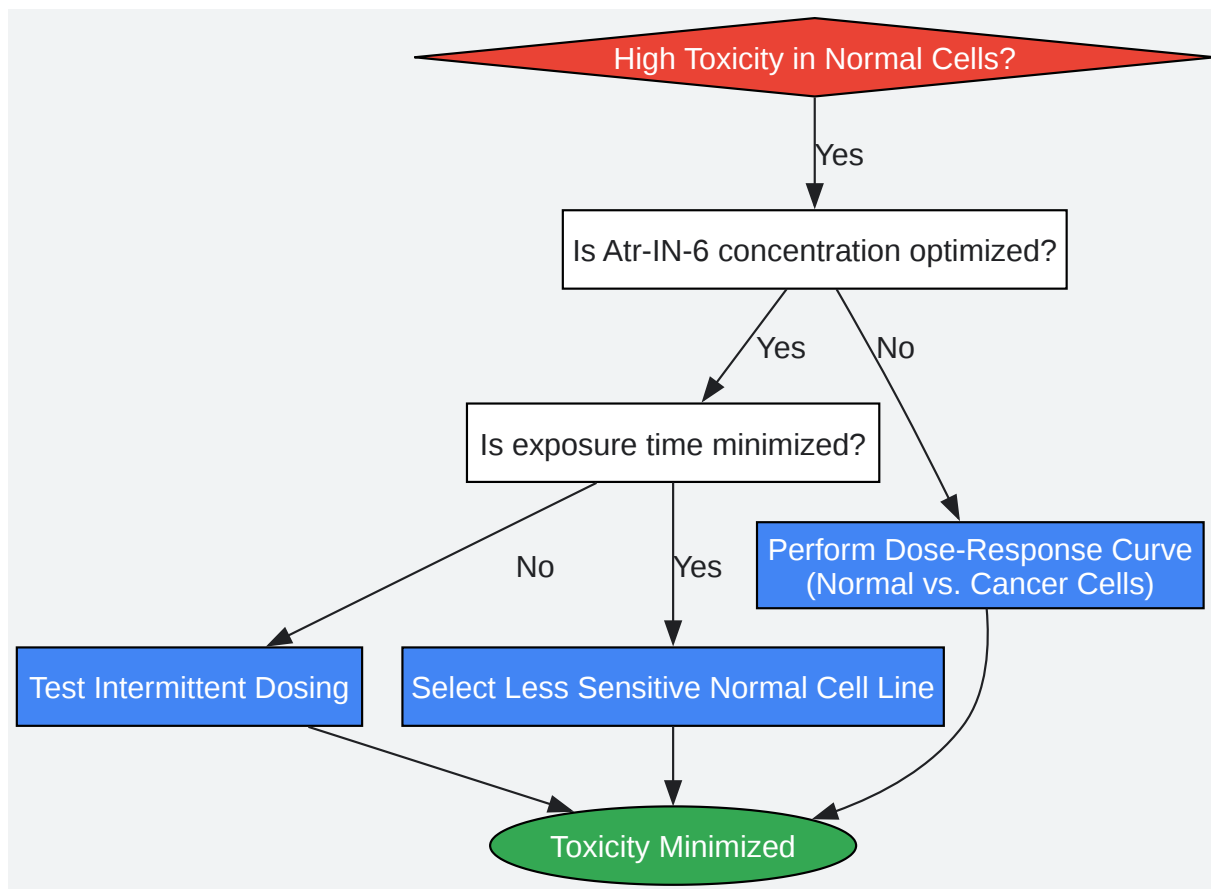 High Toxicity in Normal Cells?
Yes
Is Atr-IN-6 concentration optimized?
Yes
No
Is exposure time minimized?
No
Yes
Perform Dose-Response Curve
(Normal vs. Cancer Cells)
Test Intermittent Dosing
Select Less Sensitive Normal Cell Line
Toxicity Minimized